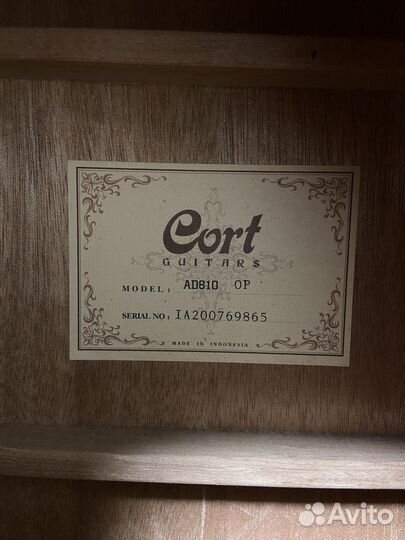 Cort
GUITARS
MODEL: AD810 OP
SERIAL NO: IA200769865
MADE IN INDONESIA
Avito